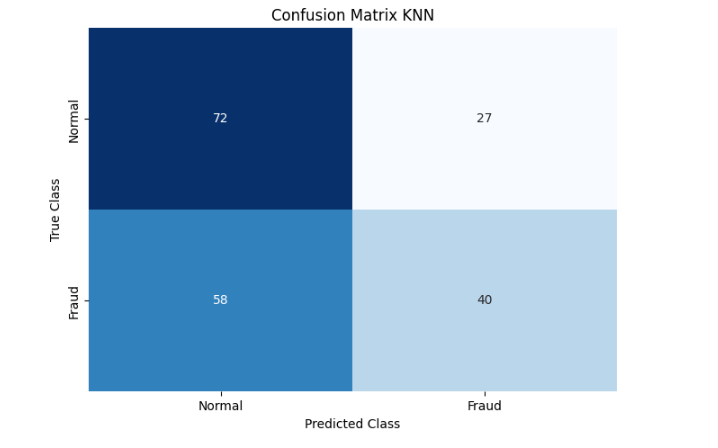 Confusion Matrix KNN
Normal
72
27
True Class
Fraud
58
40
Normal
Fraud
Predicted Class